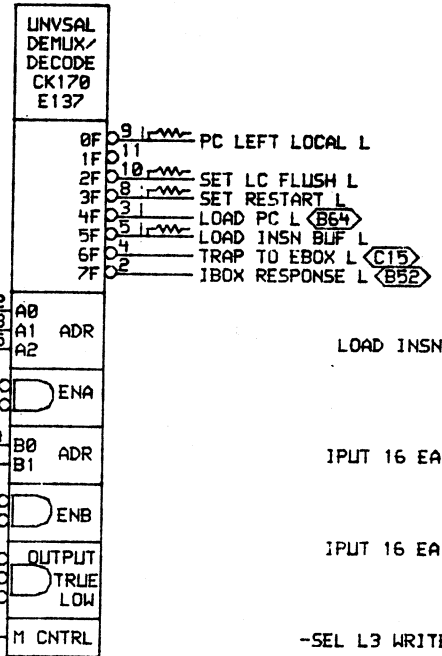 UNVSAL
DEMUX/
DECODE
CK170
E137
0F 9 PC LEFT LOCAL L
1F 11
2F 10 SET LC FLUSH L
3F 8 SET RESTART L
4F 3 LOAD PC L B64
5F 5 LOAD INSN BUF L
6F 4 TRAP TO EBOX L C15
7F 2 IBOX RESPONSE L B52
A0
A1 ADR
A2
LOAD INSN
ENA
B0 ADR
B1
IPUT 16 EA
ENB
IPUT 16 EA
OUTPUT
TRUE
LOW
M CNTRL
-SEL L3 WRITE